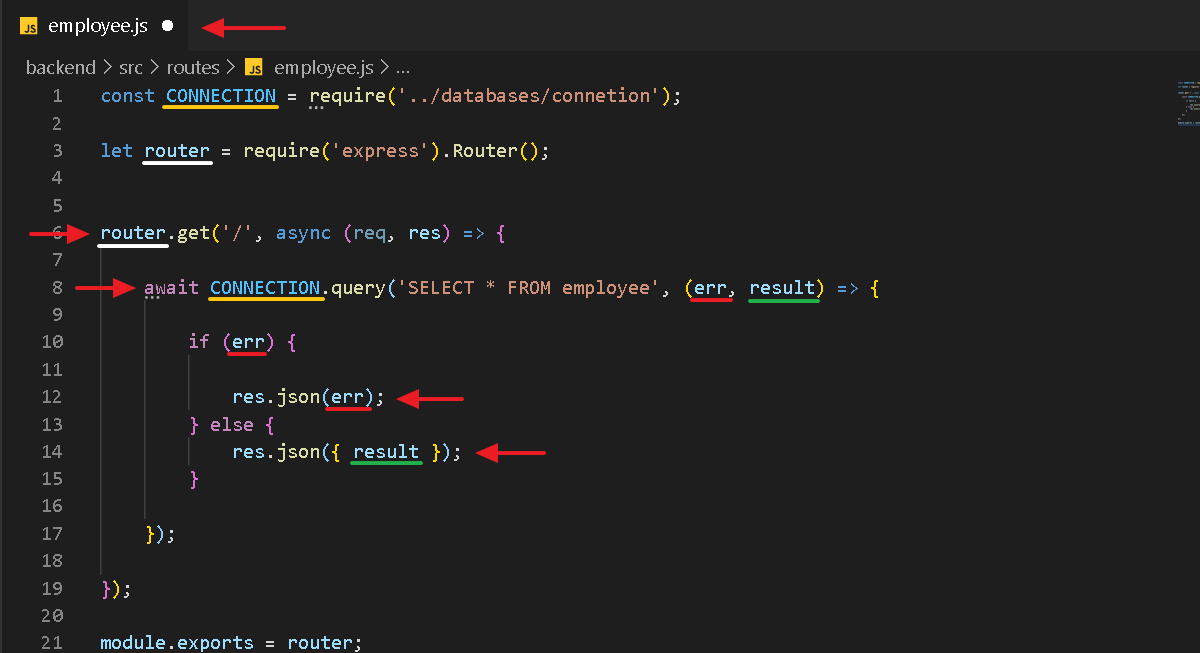 JS employee.js
backend > src > routes > JS employee.js > ...
1 const CONNECTION = require('../databases/connetion');
2
3 let router = require('express').Router();
4
5
6 router.get('/', async (req, res) => {
7
8 await CONNECTION.query('SELECT * FROM employee', (err, result) => {
9
10 if (err) {
11
12 res.json(err);
13 } else {
14 res.json({ result });
15 }
16
17 });
18
19 });
20
21 module.exports = router;